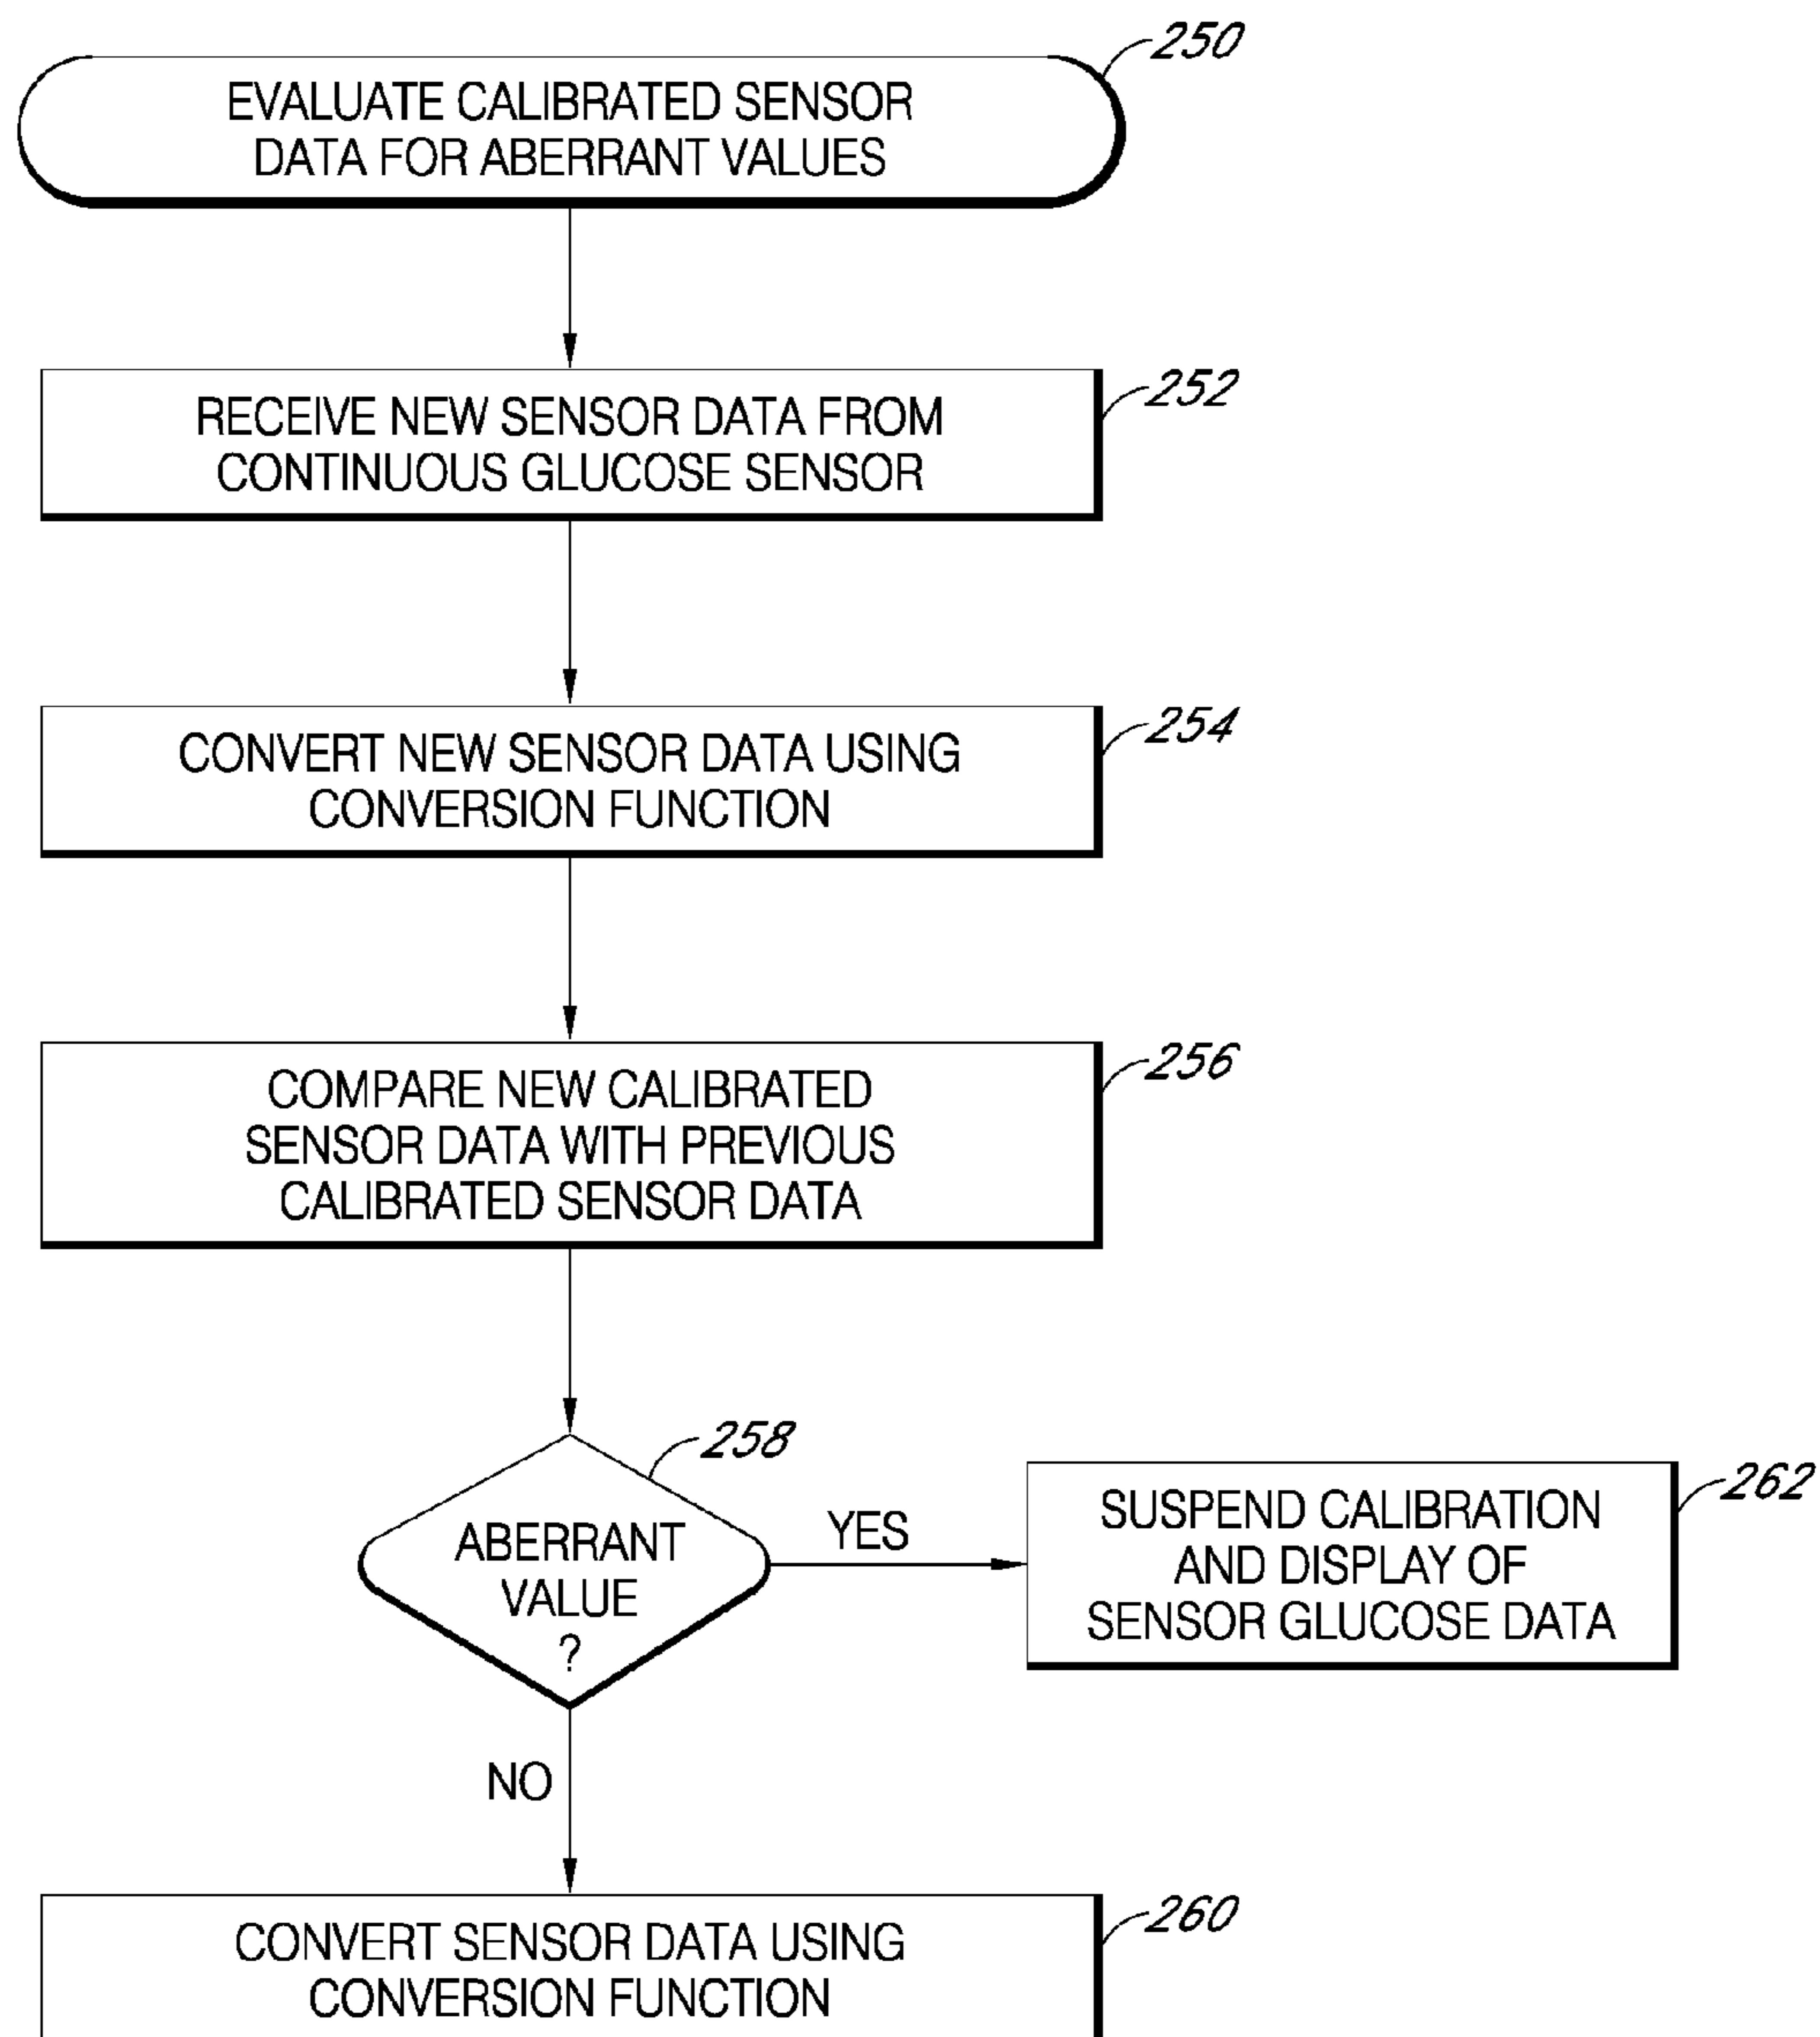 250
EVALUATE CALIBRATED SENSOR
DATA FOR ABERRANT VALUES
252
RECEIVE NEW SENSOR DATA FROM
CONTINUOUS GLUCOSE SENSOR
254
CONVERT NEW SENSOR DATA USING
CONVERSION FUNCTION
256
COMPARE NEW CALIBRATED
SENSOR DATA WITH PREVIOUS
CALIBRATED SENSOR DATA
258
ABERRANT
VALUE
?
YES
262
SUSPEND CALIBRATION
AND DISPLAY OF
SENSOR GLUCOSE DATA
NO
260
CONVERT SENSOR DATA USING
CONVERSION FUNCTION